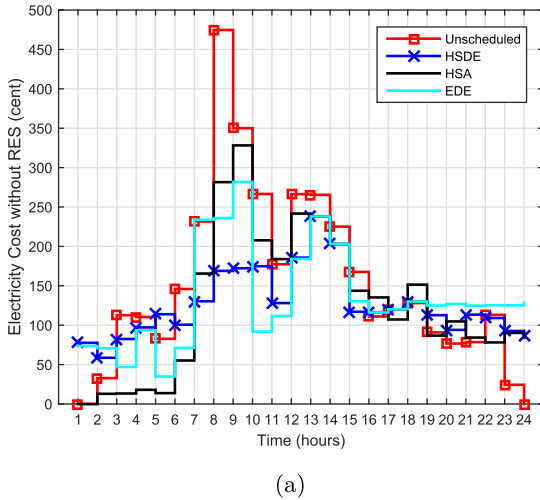 Electricity Cost without RES (cent)
500
450
400
350
300
250
200
150
100
50
0
Unscheduled
HSDE
HSA
EDE
1 2 3 4 5 6 7 8 9 10 11 12 13 14 15 16 17 18 19 20 21 22 23 24
Time (hours)
(a)